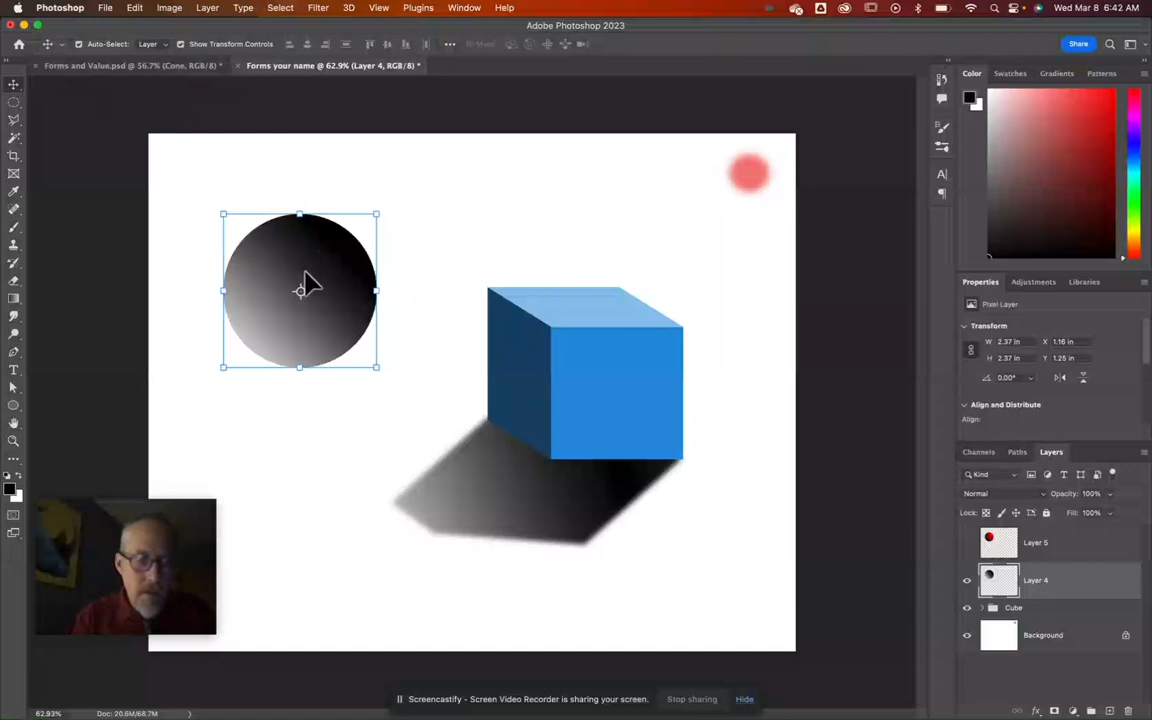 Photoshop File Edit Image Layer Type Select Filter 3D View Plugins Window Help Wed Mar 8 6:42 AM
Adobe Photoshop 2023
Auto-Select: Layer Show Transform Controls Share
Forms and Value.psd @ 56.7% (Cone, RGB/8) * Forms your name @ 62.9% (Layer 4, RGB/8) *
Color Swatches Gradients Patterns
Properties Adjustments Libraries
Pixel Layer
Transform
W 2.37 in X 1.16 in
H 2.37 in Y 1.25 in
0.00°
Align and Distribute
Align:
Channels Paths Layers
Kind
Normal Opacity: 100%
Lock: Fill: 100%
Layer 5
Layer 4
Cube
Background
Screencastify - Screen Video Recorder is sharing your screen. Stop sharing Hide
62.93% Doc: 20.6M/68.7M